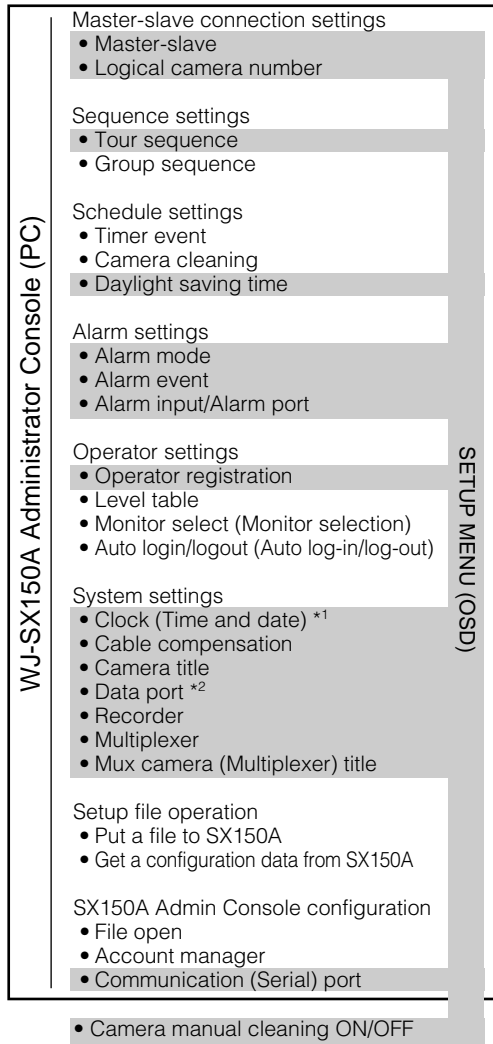 WJ-SX150A Administrator Console (PC)
Master-slave connection settings
• Master-slave
• Logical camera number
Sequence settings
• Tour sequence
• Group sequence
Schedule settings
• Timer event
• Camera cleaning
• Daylight saving time
Alarm settings
• Alarm mode
• Alarm event
• Alarm input/Alarm port
Operator settings
• Operator registration
• Level table
• Monitor select (Monitor selection)
• Auto login/logout (Auto log-in/log-out)
System settings
• Clock (Time and date) *1
• Cable compensation
• Camera title
• Data port *2
• Recorder
• Multiplexer
• Mux camera (Multiplexer) title
Setup file operation
• Put a file to SX150A
• Get a configuration data from SX150A
SX150A Admin Console configuration
• File open
• Account manager
• Communication (Serial) port
• Camera manual cleaning ON/OFF
SETUP MENU (OSD)